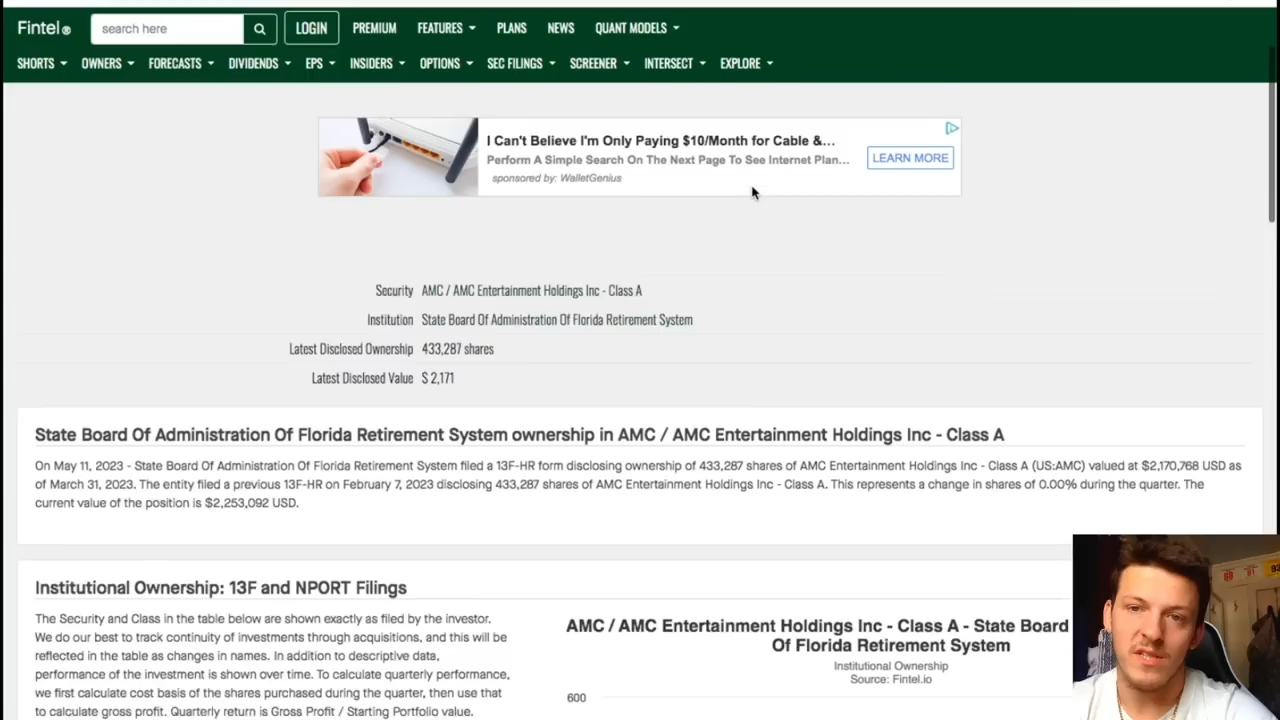 Fintel®
search here
LOGIN
PREMIUM
FEATURES
PLANS
NEWS
QUANT MODELS
SHORTS
OWNERS
FORECASTS
DIVIDENDS
EPS
INSIDERS
OPTIONS
SEC FILINGS
SCREENER
INTERSECT
EXPLORE
I Can't Believe I'm Only Paying $10/Month for Cable &...
Perform A Simple Search On The Next Page To See Internet Plan...
sponsored by: WalletGenius
LEARN MORE
Security AMC / AMC Entertainment Holdings Inc - Class A
Institution State Board Of Administration Of Florida Retirement System
Latest Disclosed Ownership 433,287 shares
Latest Disclosed Value $ 2,171
State Board Of Administration Of Florida Retirement System ownership in AMC / AMC Entertainment Holdings Inc - Class A
On May 11, 2023 - State Board Of Administration Of Florida Retirement System filed a 13F-HR form disclosing ownership of 433,287 shares of AMC Entertainment Holdings Inc - Class A (US:AMC) valued at $2,170,768 USD as
of March 31, 2023. The entity filed a previous 13F-HR on February 7, 2023 disclosing 433,287 shares of AMC Entertainment Holdings Inc - Class A. This represents a change in shares of 0.00% during the quarter. The
current value of the position is $2,253,092 USD.
Institutional Ownership: 13F and NPORT Filings
The Security and Class in the table below are shown exactly as filed by the investor.
We do our best to track continuity of investments through acquisitions, and this will be
reflected in the table as changes in names. In addition to descriptive data,
performance of the investment is shown over time. To calculate quarterly performance,
we first calculate cost basis of the shares purchased during the quarter, then use that
to calculate gross profit. Quarterly return is Gross Profit / Starting Portfolio value.
AMC / AMC Entertainment Holdings Inc - Class A - State Board
Of Florida Retirement System
Institutional Ownership
Source: Fintel.io
600